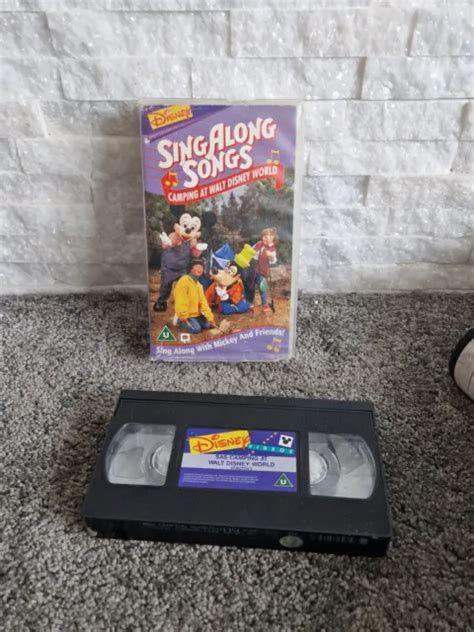 Disney
SING ALONG
SONGS
CAMPING AT WALT DISNEY WORLD
U
Sing Along With Mickey And Friends!
Disney
VIDEOS
SAS CAMPING AT
WALT DISNEY WORLD
U